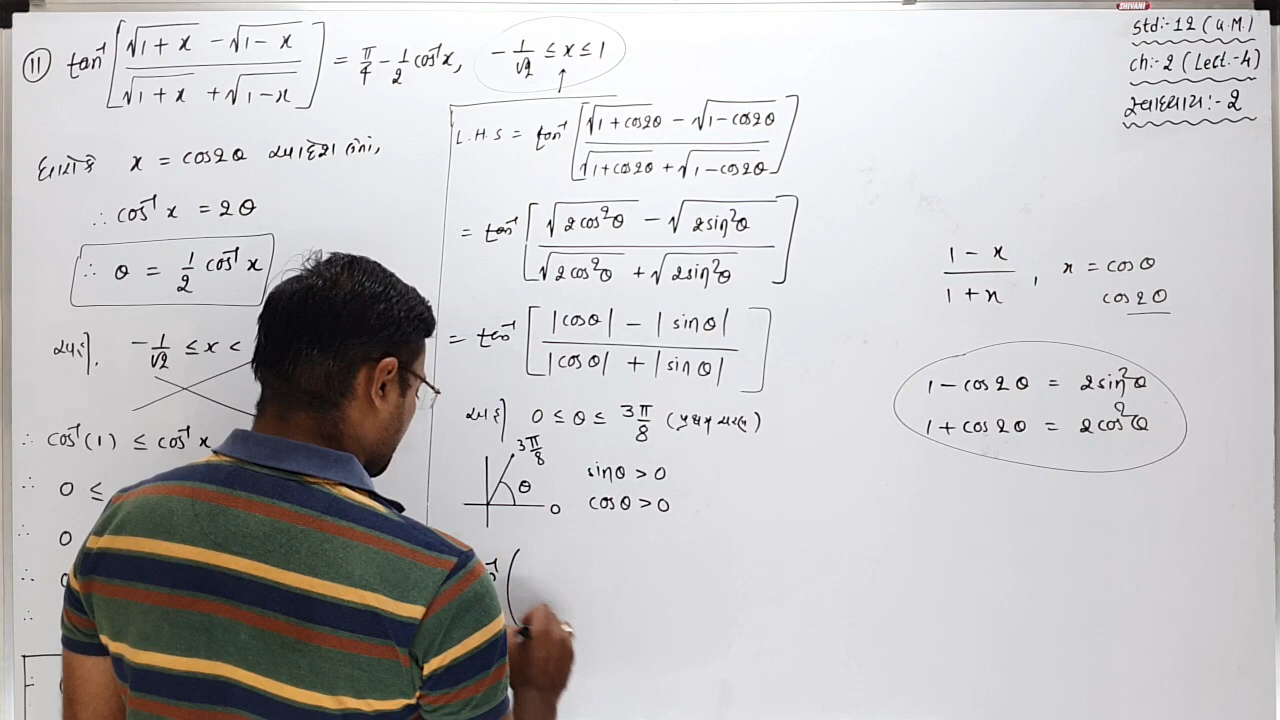 SHIVANI
Std:-12 (G.M.)
Ch:-2 (Lect.-4)
સ્વાધ્યાય:-2
(11) tan⁻¹ [ (√1+x − √1−x) / (√1+x + √1−x) ] = π/4 − 1/2 cos⁻¹x, −1/√2 ≤ x ≤ 1
ધારો કે x = cos2θ આદેશ લેતાં,
∴ cos⁻¹x = 2θ
∴ θ = 1/2 cos⁻¹x
અહીં, −1/√2 ≤ x ≤
∴ cos⁻¹(1) ≤ cos⁻¹x
∴ 0 ≤
∴ 0
∴
∴
∴
L.H.S = tan⁻¹ [ (√1+cos2θ − √1−cos2θ) / (√1+cos2θ + √1−cos2θ) ]
= tan⁻¹ [ (√2cos²θ − √2sin²θ) / (√2cos²θ + √2sin²θ) ]
= tan⁻¹ [ (|cosθ| − |sinθ|) / (|cosθ| + |sinθ|) ]
અહીં 0 ≤ θ ≤ 3π/8 (પ્રથમ ચરણ)
3π/8
θ
0
sinθ > 0
cosθ > 0
(
(1−x)/(1+x), x = cosθ
cos2θ
1 − cos2θ = 2sin²θ
1 + cos2θ = 2cos²θ